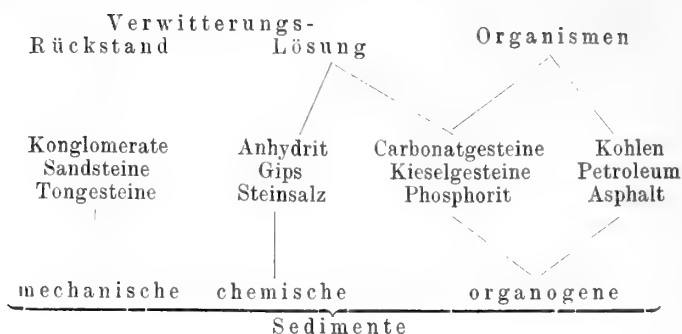 Verwitterungs-
Rückstand Lösung Organismen
Konglomerate Anhydrit Carbonatgesteine Kohlen
Sandsteine Gips Kieselgesteine Petroleum
Tongesteine Steinsalz Phosphorit Asphalt
mechanische chemische organogene
Sedimente